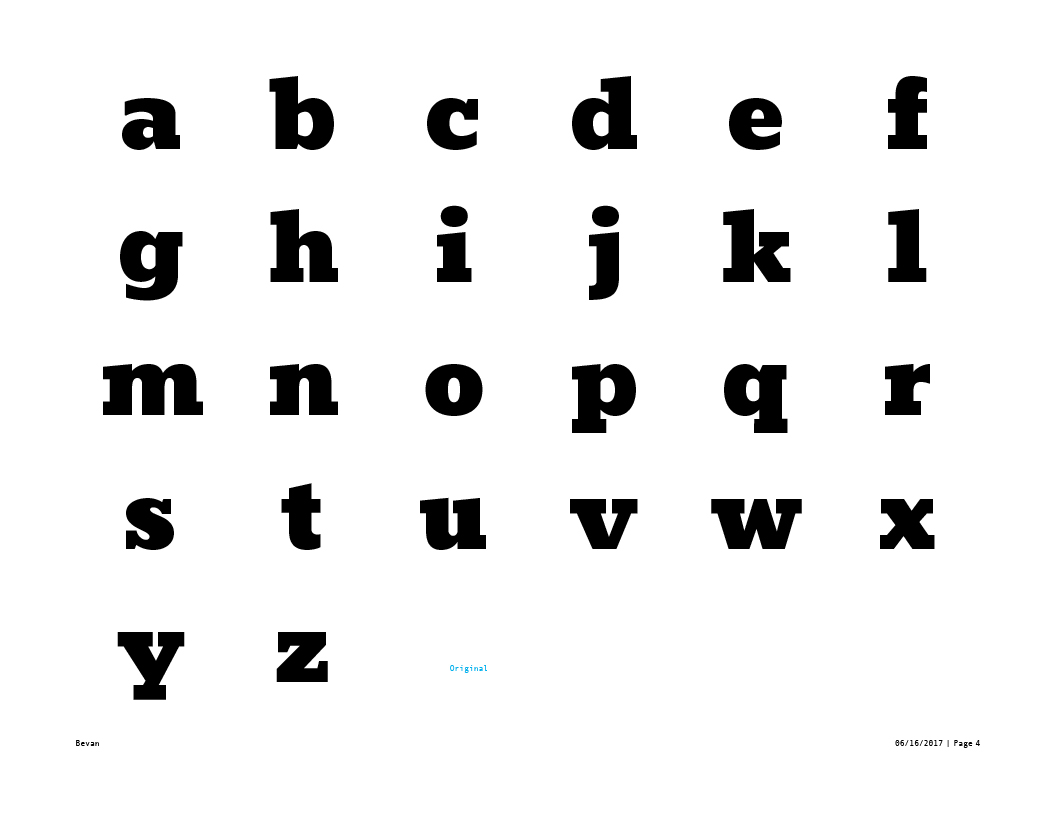 a b c d e f
g h i j k l
m n o p q r
s t u v w x
y z
Original
Bevan
06/16/2017 | Page 4